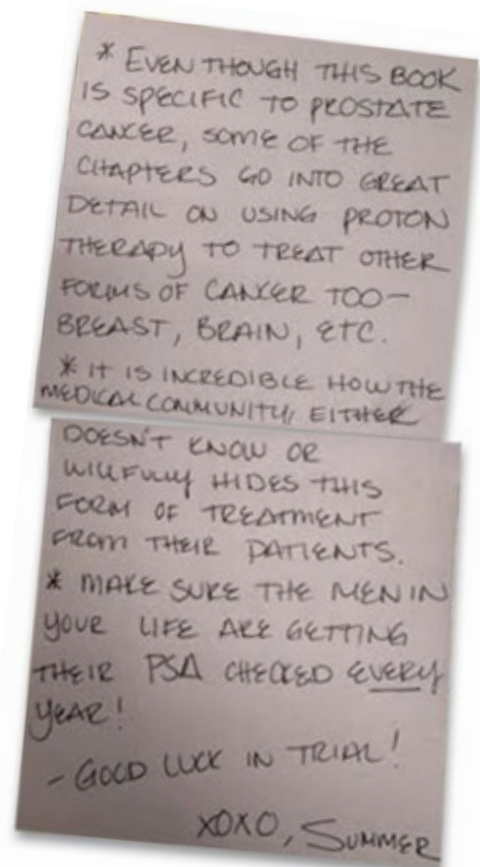 * EVEN THOUGH THIS BOOK
IS SPECIFIC TO PROSTATE
CANCER, SOME OF THE
CHAPTERS GO INTO GREAT
DETAIL ON USING PROTON
THERAPY TO TREAT OTHER
FORMS OF CANCER TOO—
BREAST, BRAIN, ETC.
* IT IS INCREDIBLE HOW THE
MEDICAL COMMUNITY, EITHER
DOESN'T KNOW OR
WILLFULLY HIDES THIS
FORM OF TREATMENT
FROM THEIR PATIENTS.
* MAKE SURE THE MEN IN
YOUR LIFE ARE GETTING
THEIR PSA CHECKED EVERY
YEAR!
- GOOD LUCK IN TRIAL!
XOXO, SUMMER